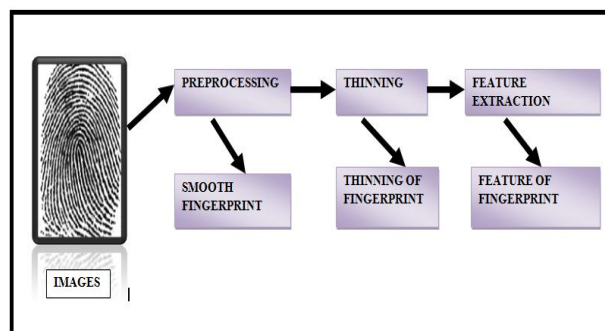 PREPROCESSING
THINNING
FEATURE
EXTRACTION
SMOOTH
FINGERPRINT
THINNING OF
FINGERPRINT
FEATURE OF
FINGERPRINT
IMAGES